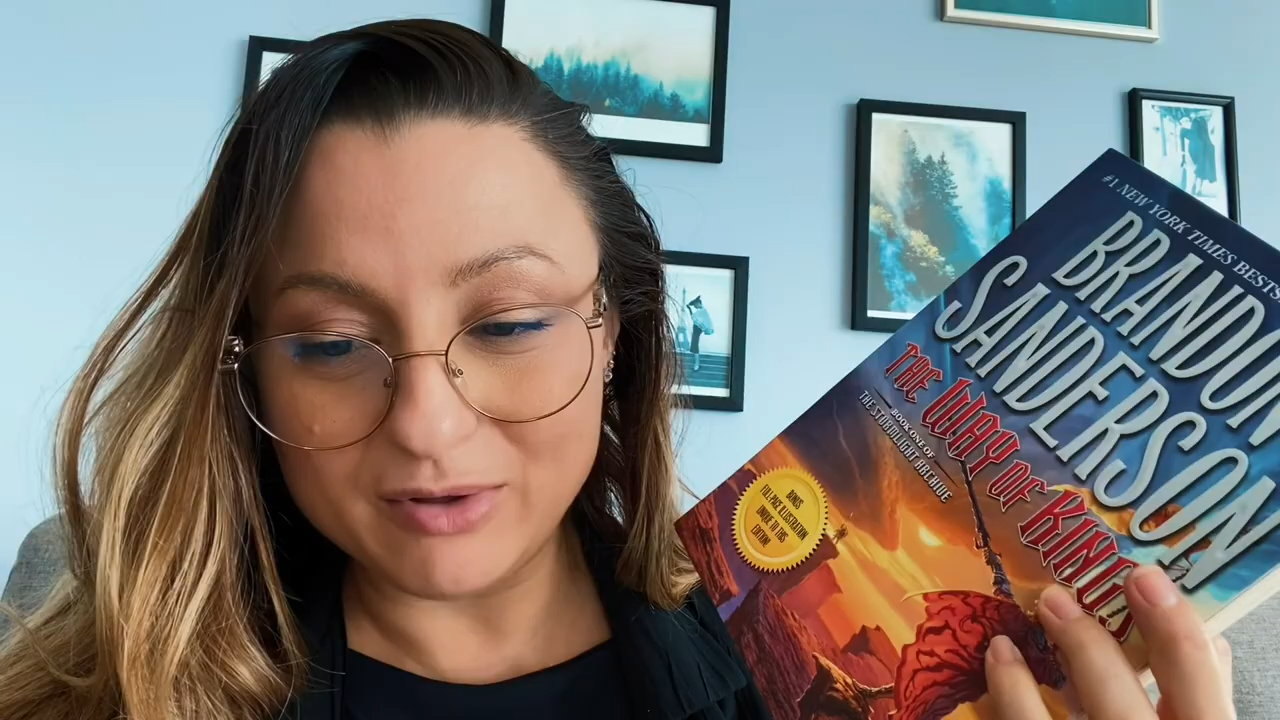 #1 NEW YORK TIMES BESTS
BRANDON
SANDERSON
THE WAY OF KINGS
BOOK ONE OF
THE STORMLIGHT ARCHIVE
BONUS
FULL-PAGE ILLUSTRATION
UNIQUE TO THIS
EDITION!